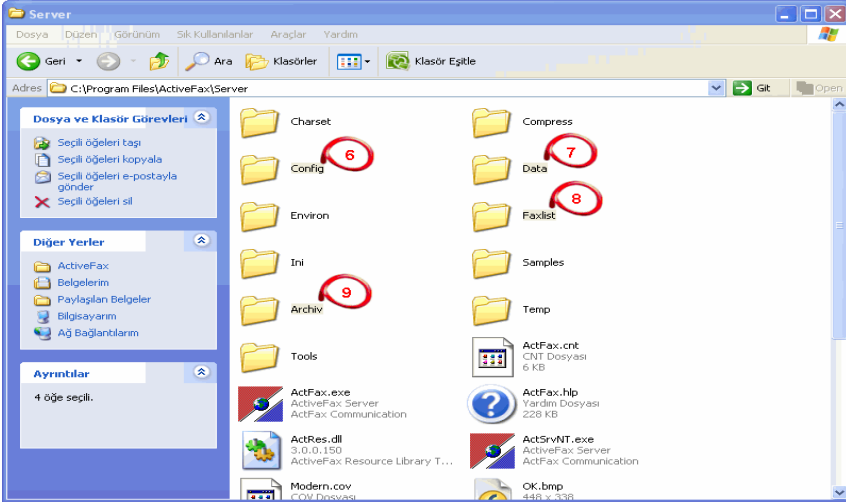 Server
Dosya Düzen Görünüm Sık Kullanılanlar Araçlar Yardım
Geri Ara Klasörler Klasör Eşitle
Adres C:\Program Files\ActiveFax\Server Git Open
Dosya ve Klasör Görevleri
Seçili öğeleri taşı
Seçili öğeleri kopyala
Seçili öğeleri e-postayla
gönder
Seçili öğeleri sil
Diğer Yerler
ActiveFax
Belgelerim
Paylaşılan Belgeler
Bilgisayarım
Ağ Bağlantılarım
Ayrıntılar
4 öğe seçili.
Charset
Compress
Config 6
Data 7
Environ
Faxlist 8
Ini
Samples
Archiv 9
Temp
Tools
ActFax.cnt
CNT Dosyası
6 KB
ActFax.exe
ActiveFax Server
ActFax Communication
ActFax.hlp
Yardım Dosyası
228 KB
ActRes.dll
3.0.0.150
ActiveFax Resource Library T...
ActSrvNT.exe
ActiveFax Server
ActFax Communication
Modern.cov
COV Dosyası
OK.bmp
448 x 338